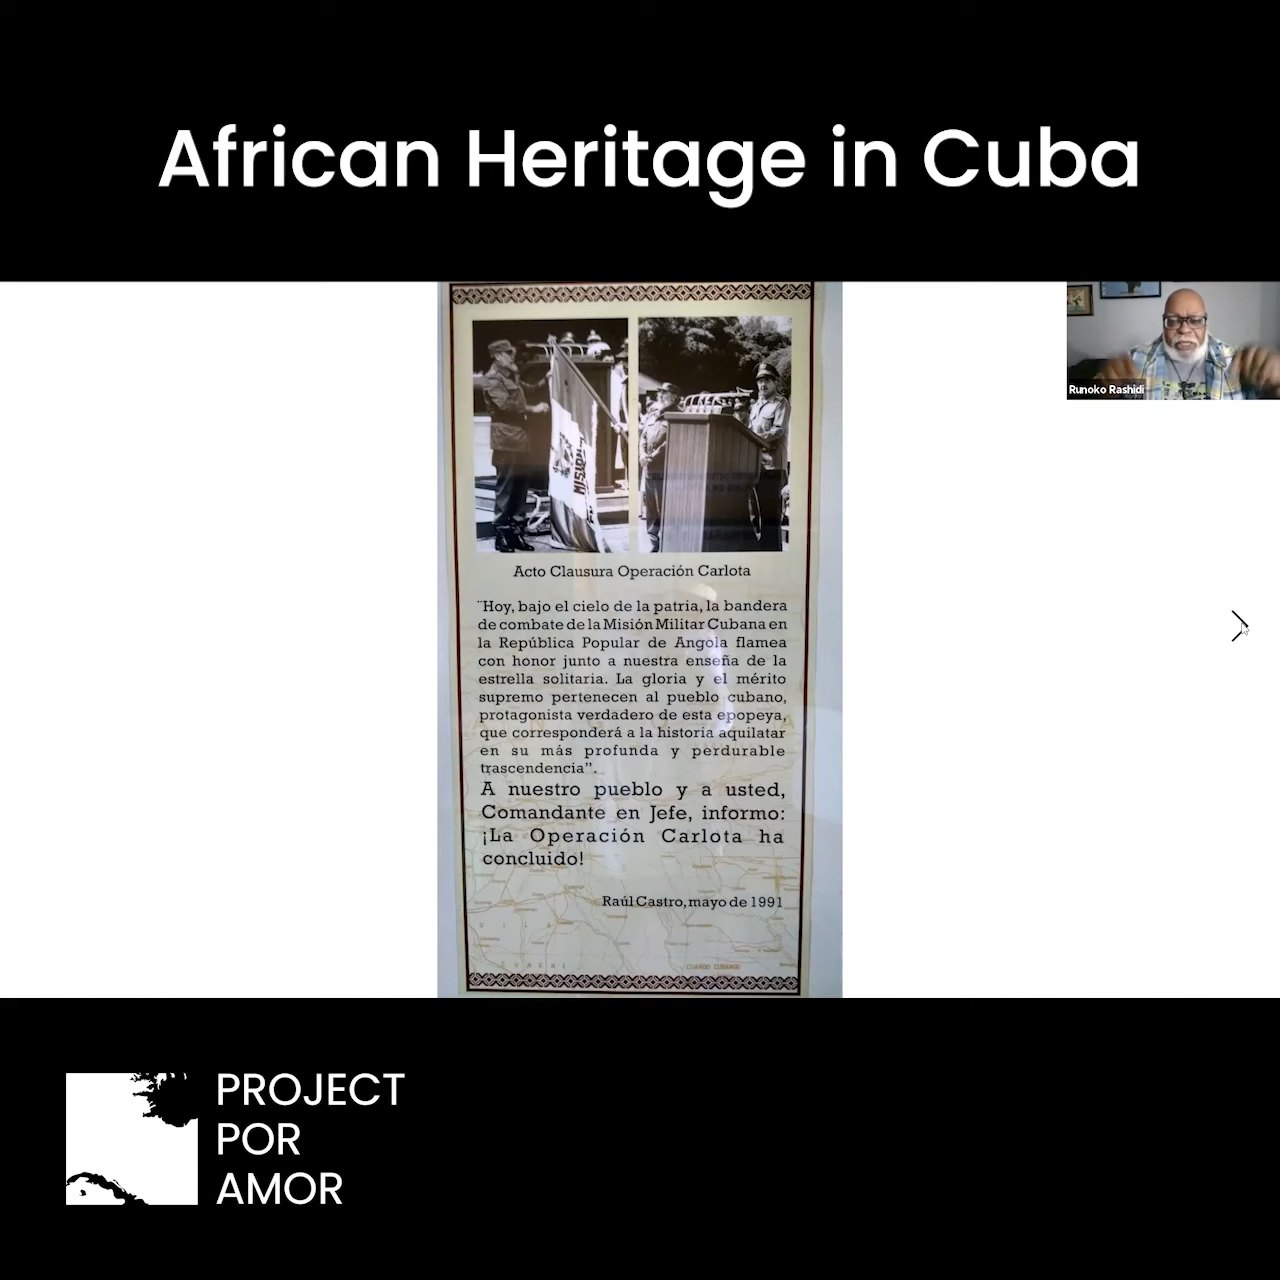 African Heritage in Cuba
Runoko Rashidi
MISION
Acto Clausura Operación Carlota
¨Hoy, bajo el cielo de la patria, la bandera
de combate de la Misión Militar Cubana en
la República Popular de Angola flamea
con honor junto a nuestra enseña de la
estrella solitaria. La gloria y el mérito
supremo pertenecen al pueblo cubano,
protagonista verdadero de esta epopeya,
que corresponderá a la historia aquilatar
en su más profunda y perdurable
trascendencia”.
A nuestro pueblo y a usted,
Comandante en Jefe, informo:
¡La Operación Carlota ha
concluido!
Raúl Castro, mayo de 1991
CUANDO CUBANGO
PROJECT
POR
AMOR